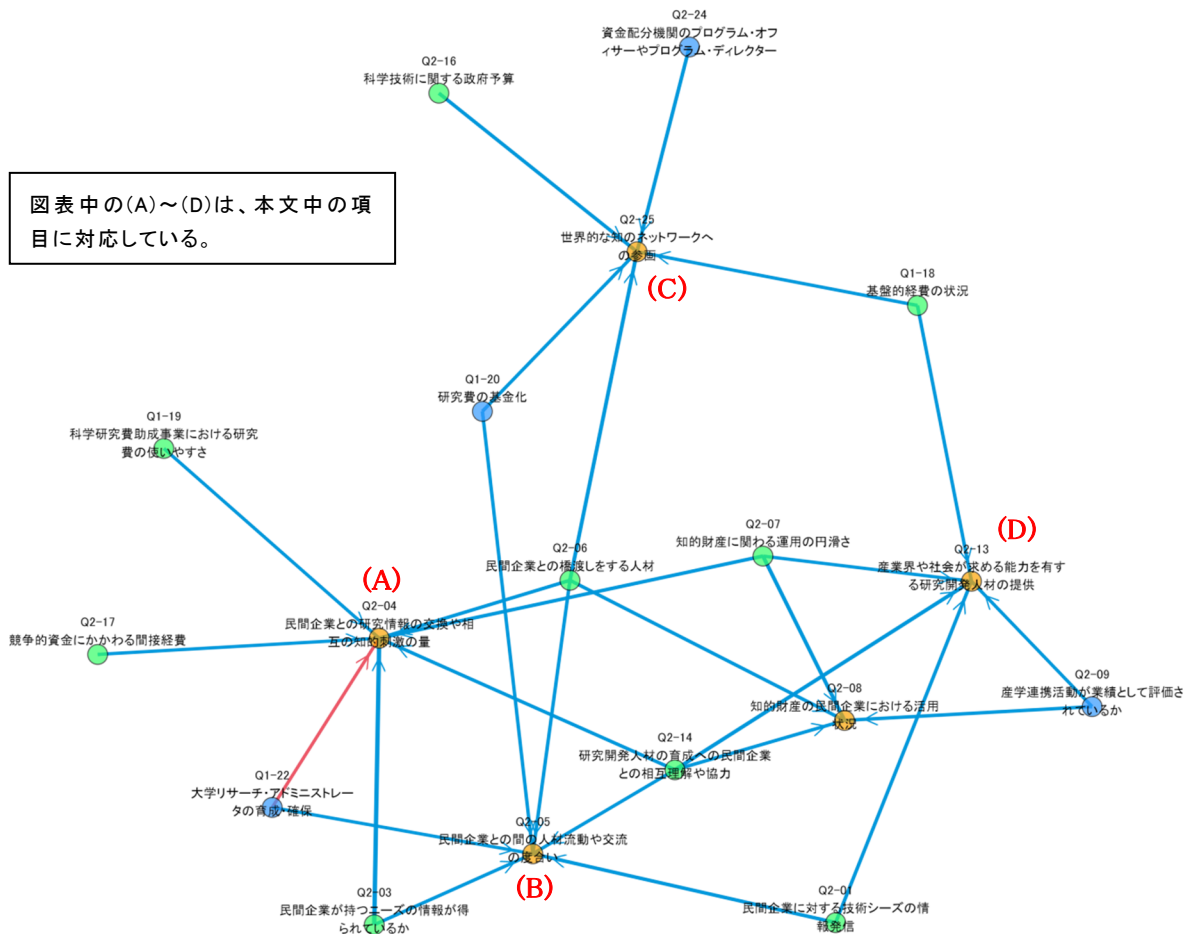 Q2-24
資金配分機関のプログラム・オフ
ィサーやプログラム・ディレクター
Q2-16
科学技術に関する政府予算
図表中の(A)～(D)は、本文中の項
目に対応している。
Q2-25
世界的な知のネットワークへ
の参画
(C)
Q1-18
基盤的経費の状況
Q1-20
研究費の基金化
Q1-19
科学研究費助成事業における研究
費の使いやすさ
Q2-07
知的財産に関わる運用の円滑さ
(D)
Q2-13
産業界や社会が求める能力を有す
る研究開発人材の提供
Q2-06
民間企業との橋渡しをする人材
(A)
Q2-04
民間企業との研究情報の交換や相
互の知的刺激の量
Q2-17
競争的資金にかかわる間接経費
Q2-09
産学連携活動が業績として評価さ
れているか
Q2-08
知的財産の民間企業における活用
状況
Q2-14
研究開発人材の育成への民間企業
との相互理解や協力
Q1-22
大学リサーチ・アドミニストレー
タの育成・確保
Q2-05
民間企業との間の人材流動や交流
の度合い
(B)
Q2-03
民間企業が持つニーズの情報が得
られているか
Q2-01
民間企業に対する技術シーズの情
報発信